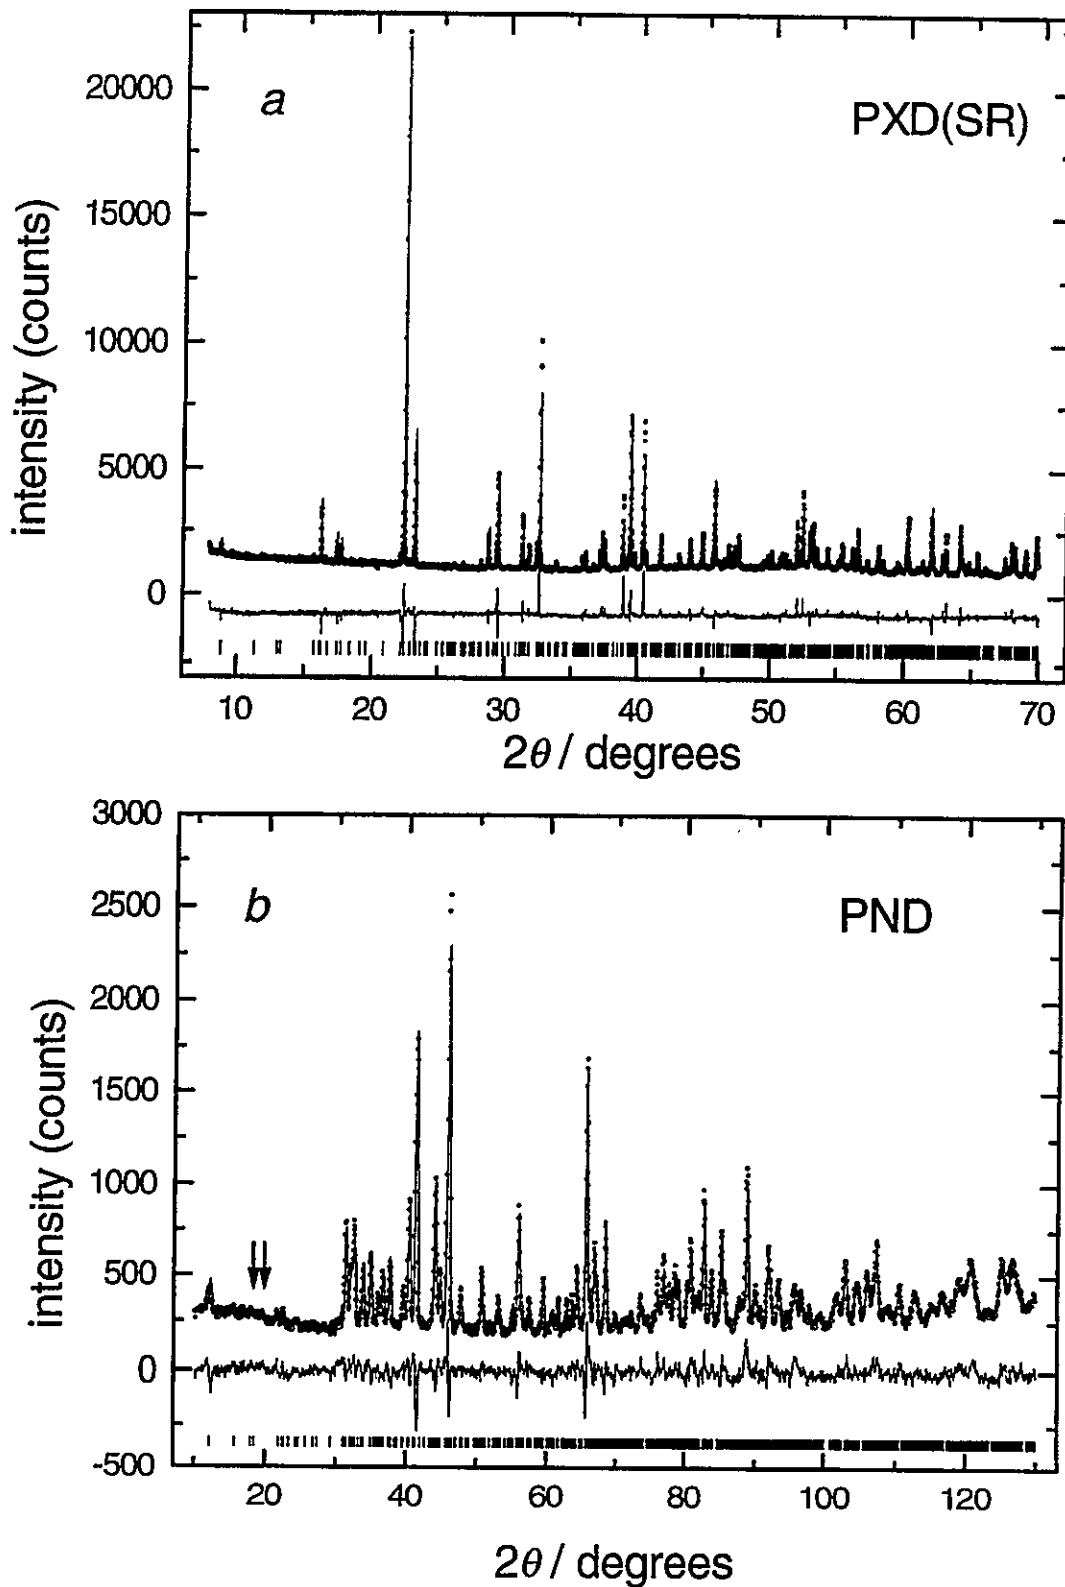 20000
a
PXD(SR)
15000
10000
5000
0
intensity (counts)
10 20 30 40 50 60 70
2θ / degrees
3000
2500
b
PND
2000
1500
1000
500
0
-500
intensity (counts)
20 40 60 80 100 120
2θ / degrees